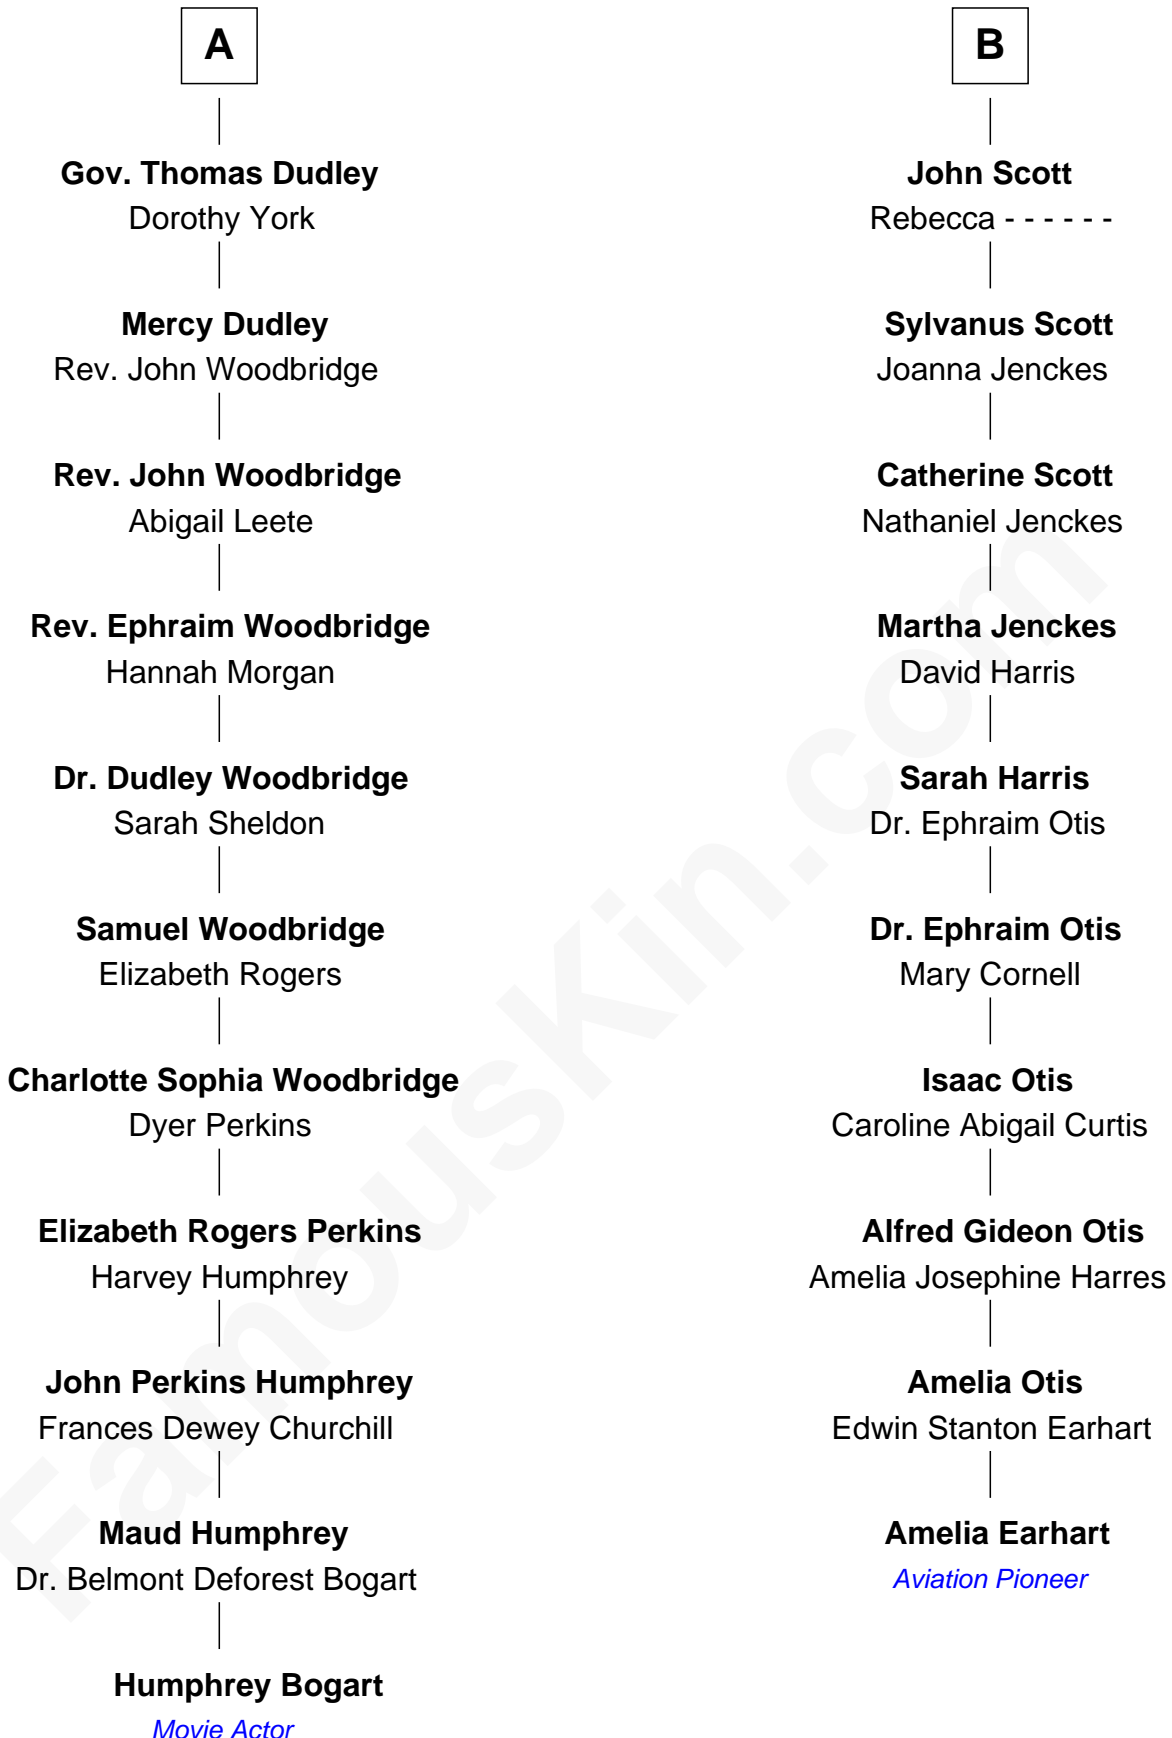 A
Gov. Thomas Dudley
Dorothy York
Mercy Dudley
Rev. John Woodbridge
Rev. John Woodbridge
Abigail Leete
Rev. Ephraim Woodbridge
Hannah Morgan
Dr. Dudley Woodbridge
Sarah Sheldon
Samuel Woodbridge
Elizabeth Rogers
Charlotte Sophia Woodbridge
Dyer Perkins
Elizabeth Rogers Perkins
Harvey Humphrey
John Perkins Humphrey
Frances Dewey Churchill
Maud Humphrey
Dr. Belmont Deforest Bogart
Humphrey Bogart
Movie Actor
B
John Scott
Rebecca - - - - - -
Sylvanus Scott
Joanna Jenckes
Catherine Scott
Nathaniel Jenckes
Martha Jenckes
David Harris
Sarah Harris
Dr. Ephraim Otis
Dr. Ephraim Otis
Mary Cornell
Isaac Otis
Caroline Abigail Curtis
Alfred Gideon Otis
Amelia Josephine Harres
Amelia Otis
Edwin Stanton Earhart
Amelia Earhart
Aviation Pioneer
FamousKin.com